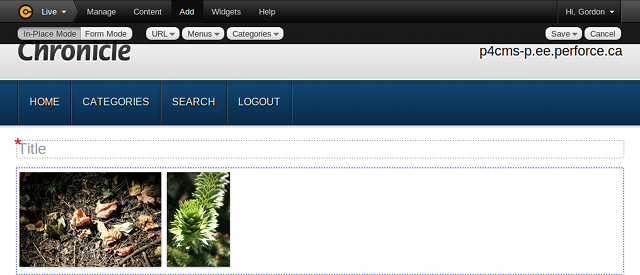 Live Manage Content Add Widgets Help Hi, Gordon
In-Place Mode Form Mode URL Menus Categories Save Cancel
Chronicle
p4cms-p.ee.perforce.ca
HOME CATEGORIES SEARCH LOGOUT
* Title